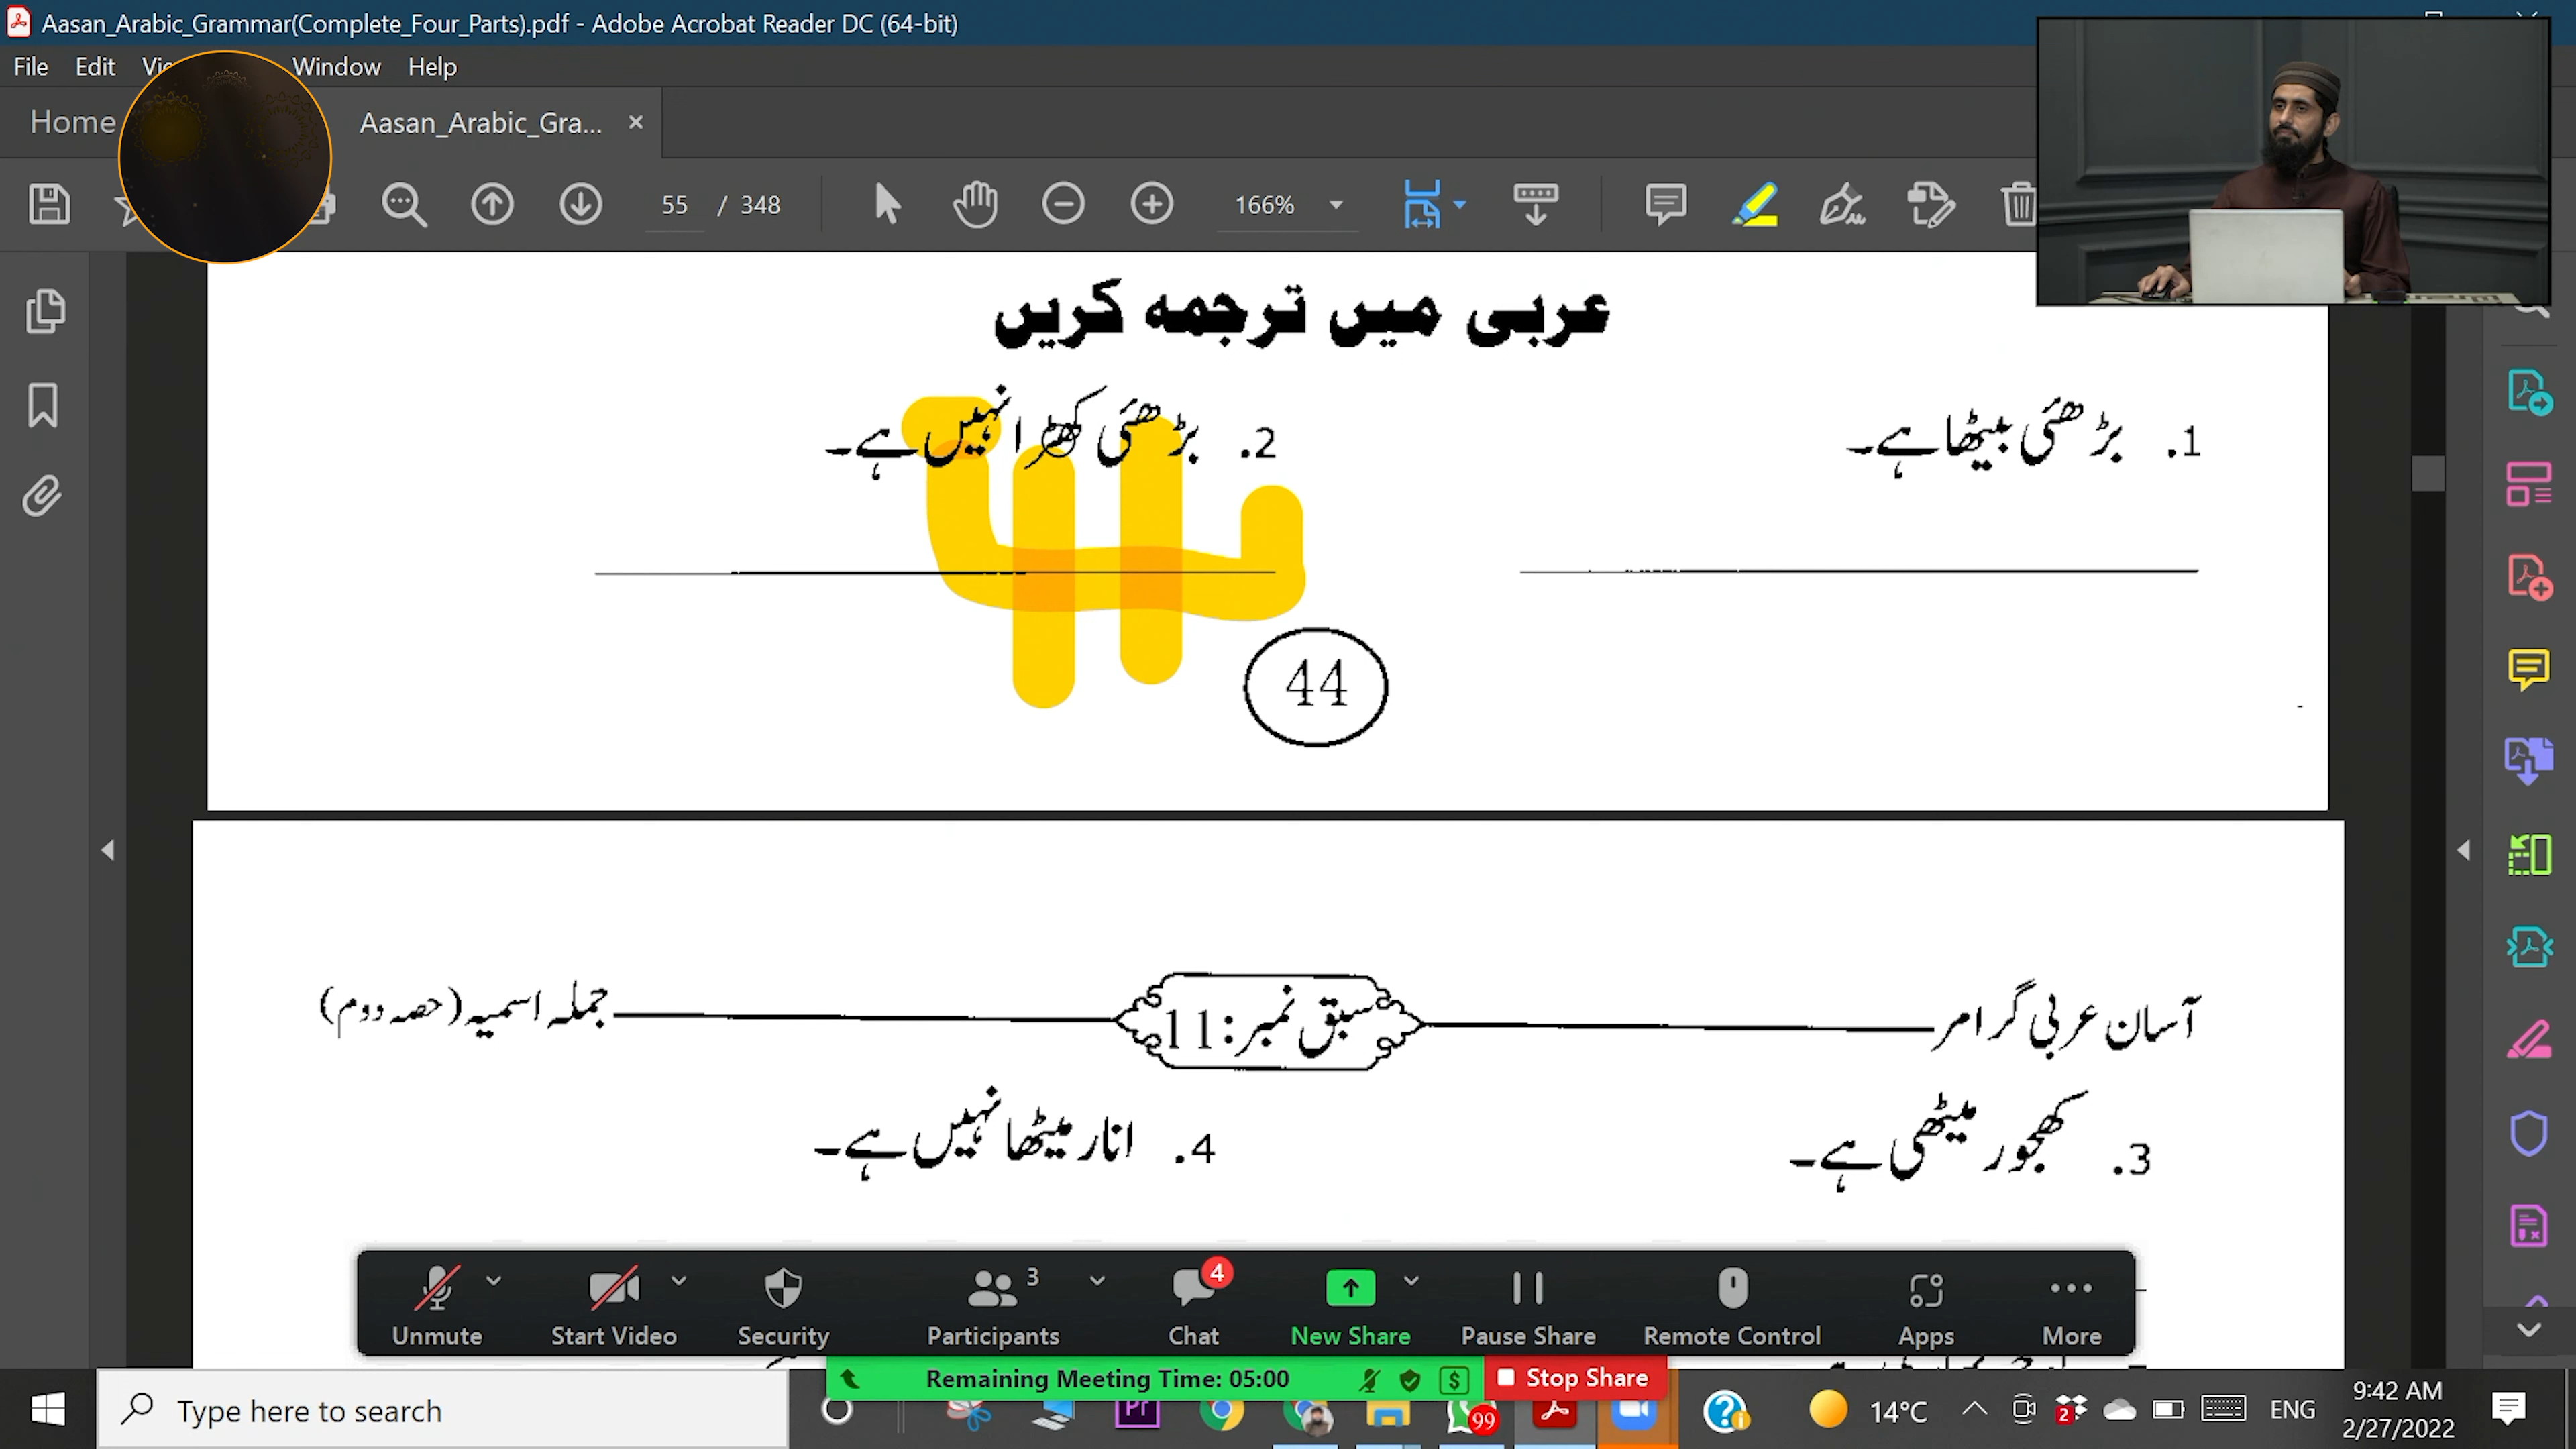 Aasan_Arabic_Grammar(Complete_Four_Parts).pdf - Adobe Acrobat Reader DC (64-bit)
File Edit Window Help
Home Aasan_Arabic_Gra...
55 / 348 166%
عربی میں ترجمہ کریں
1. بڑھئی بیٹھا ہے۔
2. بڑھئی کھڑا نہیں ہے۔
44
آسان عربی گرامر سبق نمبر:11 جملہ اسمیہ (حصہ دوم)
3. کھجور میٹھی ہے۔
4. انار میٹھا نہیں ہے۔
Unmute Start Video Security Participants 3 Chat 4 New Share Pause Share Remote Control Apps More
Remaining Meeting Time: 05:00 Stop Share
Type here to search Pr 99 14°C 2 ENG 9:42 AM
2/27/2022